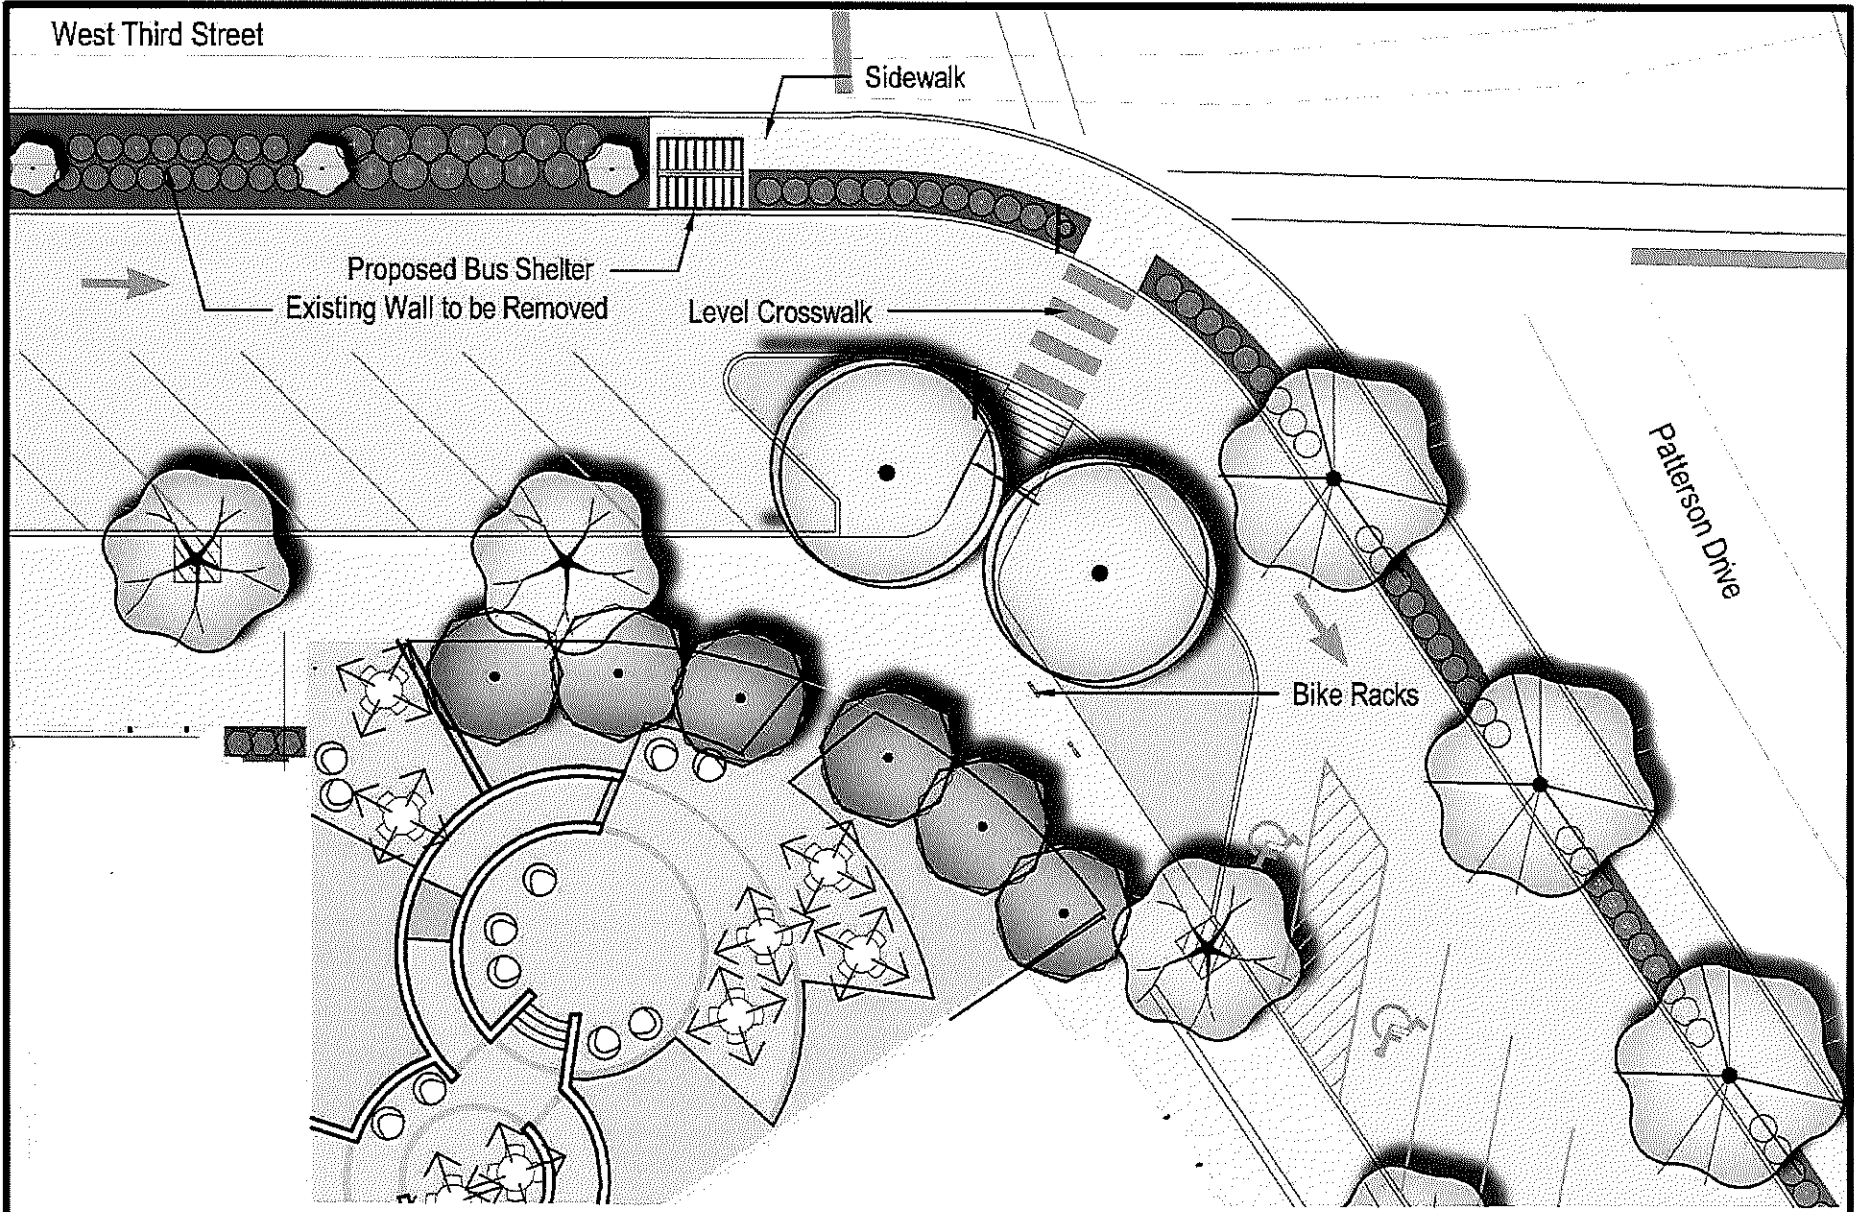 West Third Street
Sidewalk
Proposed Bus Shelter
Existing Wall to be Removed
Level Crosswalk
Patterson Drive
Bike Racks